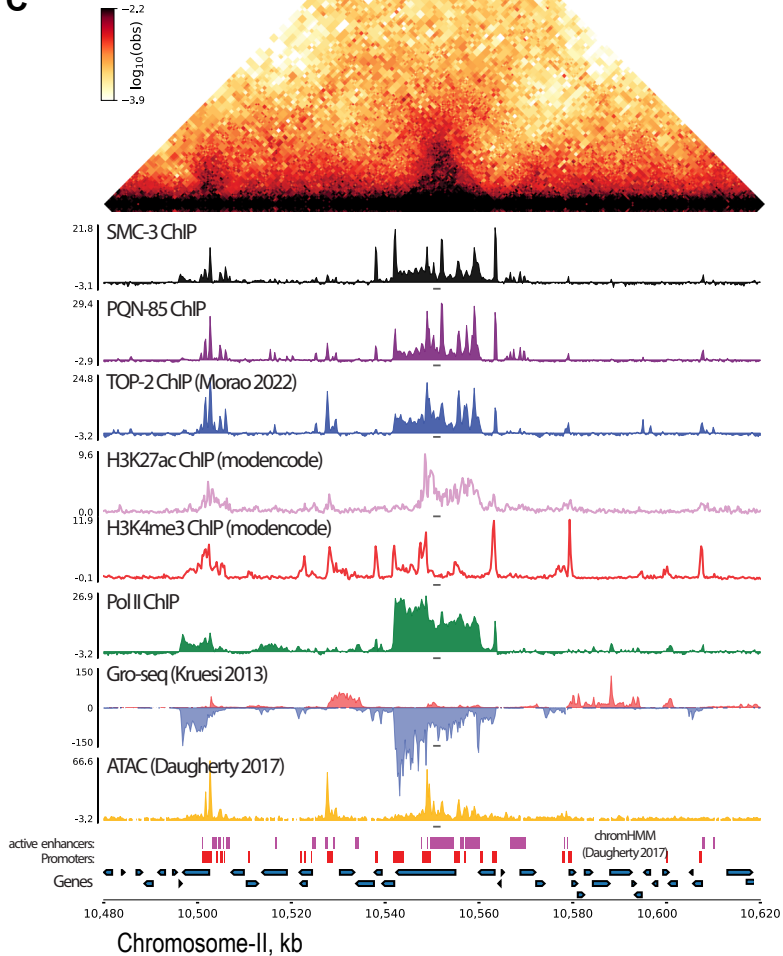 C
−2.2
log10(obs)
−3.9
21.8
SMC-3 ChIP
-3,1
29,4
PQN-85 ChIP
-2.9
24.8
TOP-2 ChIP (Morao 2022)
-3,2
9.6
H3K27ac ChIP (modencode)
0,0
11.9
H3K4me3 ChIP (modencode)
-0,1
26.9
Pol II ChIP
-3.2
150
Gro-seq (Kruesi 2013)
0
-150
66.6
ATAC (Daugherty 2017)
-3.2
active enhancers:
chromHMM
Promoters:
(Daugherty 2017)
Genes
10,480 10,500 10,520 10,540 10,560 10,580 10,600 10,620
Chromosome-II, kb